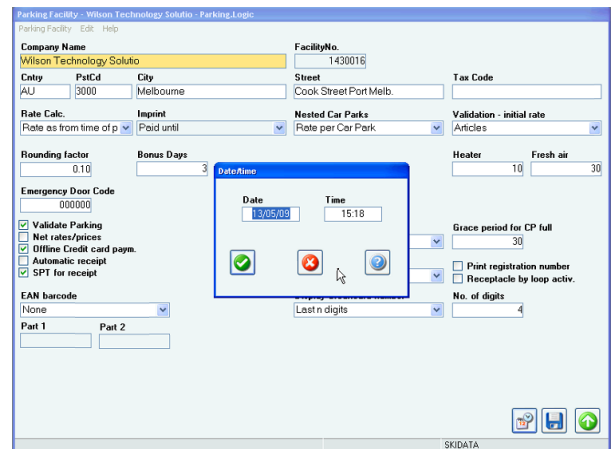 Parking Facility - Wilson Technology Solutio - Parking.Logic
Parking Facility Edit Help
Company Name FacilityNo.
Wilson Technology Solutio 1430016
Cntry PstCd City Street Tax Code
AU 3000 Melbourne Cook Street Port Melb.
Rate Calc. Imprint Nested Car Parks Validation - initial rate
Rate as from time of p Paid until Rate per Car Park Articles
Rounding factor Bonus Days Heater Fresh air
0.10 3 10 30
Date/time
Emergency Door Code
000000
Date Time
13/05/09 15:18
Validate Parking Grace period for CP full
Net rates/prices 30
Offline Credit card paym.
Automatic receipt Print registration number
SPT for receipt Receptacle by loop activ.
EAN barcode No. of digits
None Last n digits 4
Part 1 Part 2
SKIDATA